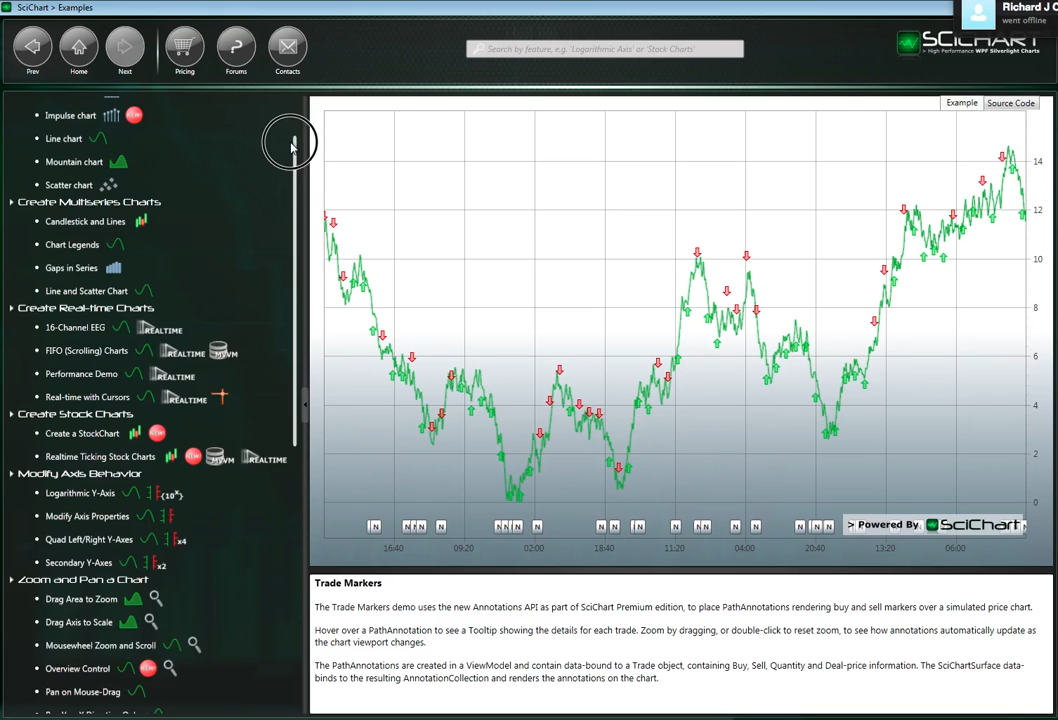 SciChart > Examples
Richard J C
went offline
Prev
Home
Next
Pricing
Forums
Contacts
Search by feature, e.g. 'Logarithmic Axis' or 'Stock Charts'
SCICHART
> High Performance WPF Silverlight Charts
Example
Source Code
Impulse chart NEW
Line chart
Mountain chart
Scatter chart
Create Multiseries Charts
Candlestick and Lines
Chart Legends
Gaps in Series
Line and Scatter Chart
Create Real-time Charts
16-Channel EEG REALTIME
FIFO (Scrolling) Charts REALTIME MVVM
Performance Demo REALTIME
Real-time with Cursors REALTIME
Create Stock Charts
Create a StockChart NEW
Realtime Ticking Stock Charts NEW MVVM REALTIME
Modify Axis Behavior
Logarithmic Y-Axis {10ˣ}
Modify Axis Properties
Quad Left/Right Y-Axes x4
Secondary Y-Axes x2
Zoom and Pan a Chart
Drag Area to Zoom
Drag Axis to Scale
Mousewheel Zoom and Scroll
Overview Control NEW
Pan on Mouse-Drag
14
12
10
8
6
4
2
0
N N N N N N N N N N N N N N N N N N N N
> Powered By SciChart
16:40 09:20 02:00 18:40 11:20 04:00 20:40 13:20 06:00
Trade Markers
The Trade Markers demo uses the new Annotations API as part of SciChart Premium edition, to place PathAnnotations rendering buy and sell markers over a simulated price chart.
Hover over a PathAnnotation to see a Tooltip showing the details for each trade. Zoom by dragging, or double-click to reset zoom, to see how annotations automatically update as
the chart viewport changes.
The PathAnnotations are created in a ViewModel and contain data-bound to a Trade object, containing Buy, Sell, Quantity and Deal-price information. The SciChartSurface data-
binds to the resulting AnnotationCollection and renders the annotations on the chart.